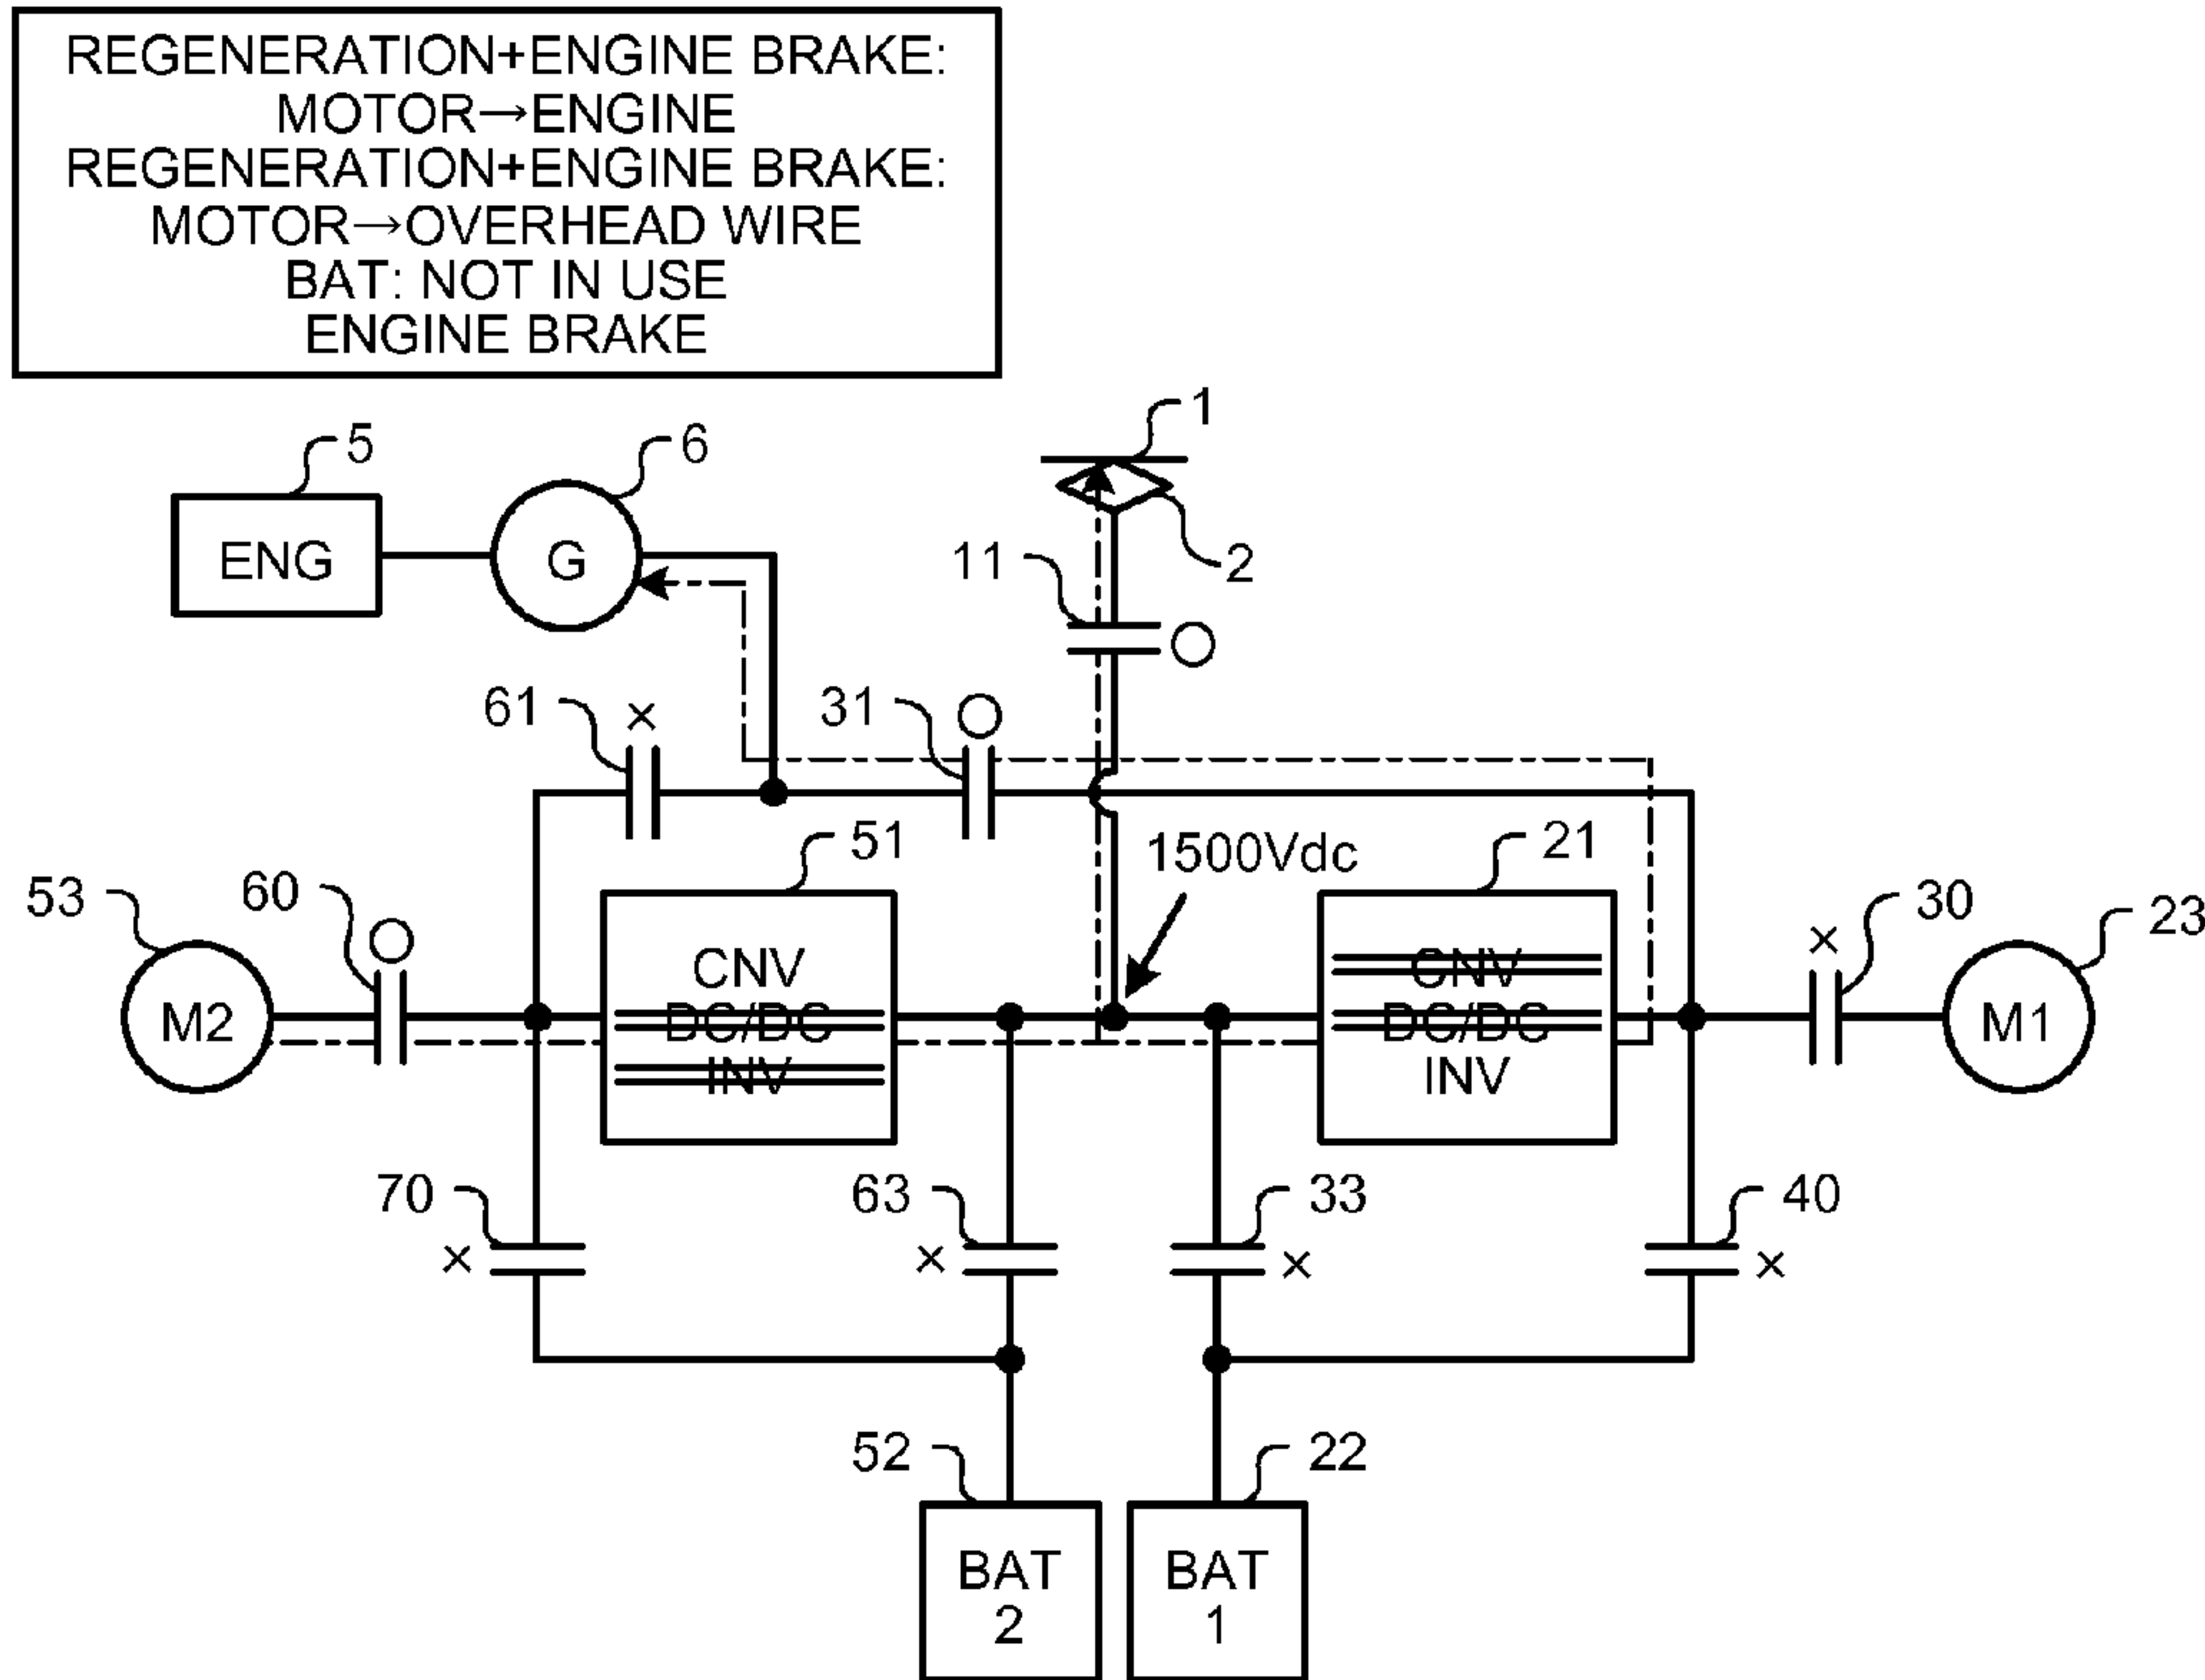 REGENERATION+ENGINE BRAKE:
MOTOR→ENGINE
REGENERATION+ENGINE BRAKE:
MOTOR→OVERHEAD WIRE
BAT: NOT IN USE
ENGINE BRAKE
1
5
6
ENG
G
11
2
61
×
31
○
○
51
1500Vdc
21
53
60
○
30
×
23
M2
CNV
DC/DC
INV
CNV
DC/DC
INV
M1
70
×
63
×
33
×
40
×
52
22
BAT
2
BAT
1